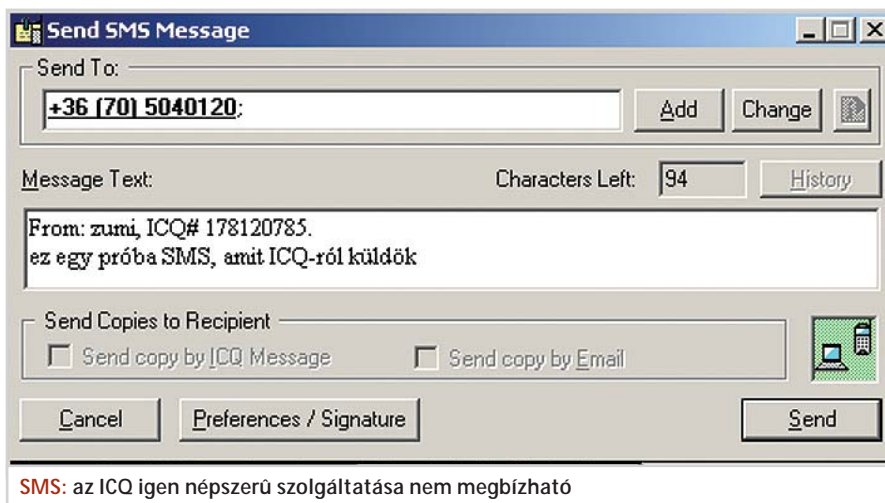 Send SMS Message
Send To:
+36 (70) 5040120;
Add
Change
Message Text:
Characters Left:
94
History
From: zumi, ICQ# 178120785.
ez egy próba SMS, amit ICQ-ról küldök
Send Copies to Recipient
Send copy by ICQ Message
Send copy by Email
Cancel
Preferences / Signature
Send
SMS: az ICQ igen népszerû szolgáltatása nem megbízható